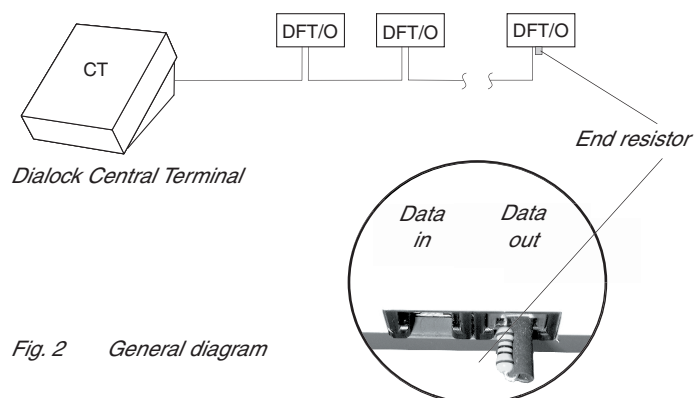 DFT/O DFT/O DFT/O
CT
End resistor
Dialock Central Terminal
Data in
Data out
Fig. 2 General diagram